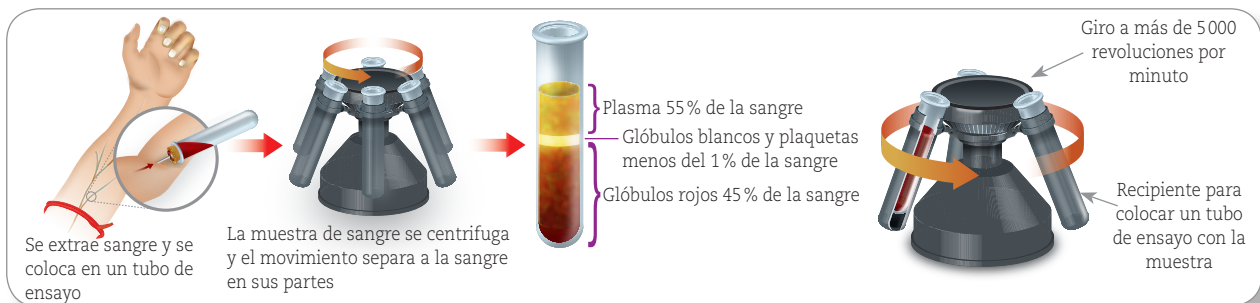 Se extrae sangre y se
coloca en un tubo de
ensayo
La muestra de sangre se centrifuga
y el movimiento separa a la sangre
en sus partes
Plasma 55 % de la sangre
Glóbulos blancos y plaquetas
menos del 1 % de la sangre
Glóbulos rojos 45 % de la sangre
Giro a más de 5 000
revoluciones por
minuto
Recipiente para
colocar un tubo
de ensayo con la
muestra